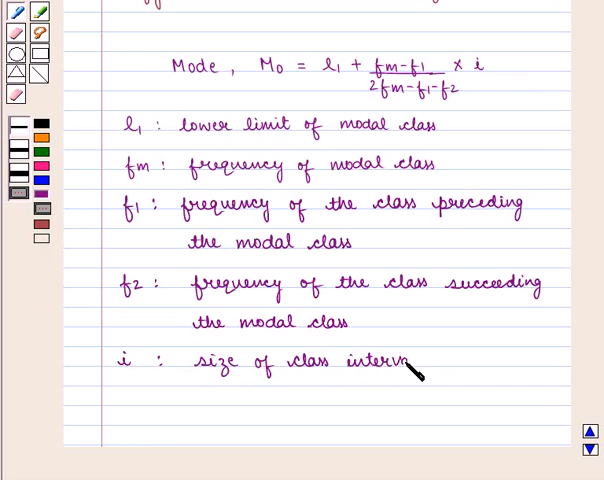 Mode, Mo = l1 + fm-f1 / 2fm-f1-f2 × i
l1 : lower limit of modal class
fm : frequency of modal class
f1 : frequency of the class preceding
the modal class
f2 : frequency of the class succeeding
the modal class
i : size of class interva